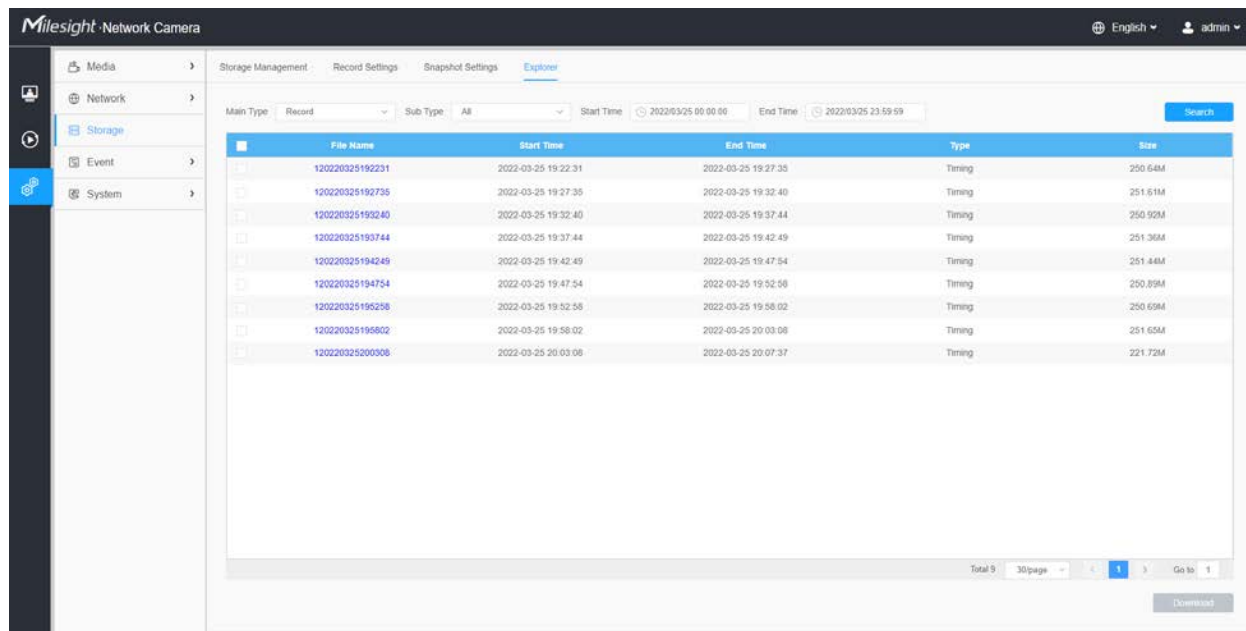 Milesight Network Camera English admin
Media
Network
Storage
Event
System
Storage Management Record Settings Snapshot Settings Explorer
Main Type Record Sub Type All Start Time 2022/03/25 00:00:00 End Time 2022/03/25 23:59:59 Search
File Name Start Time End Time Type Size
120220325192231 2022-03-25 19:22:31 2022-03-25 19:27:35 Timing 250.64M
120220325192735 2022-03-25 19:27:35 2022-03-25 19:32:40 Timing 251.61M
120220325193240 2022-03-25 19:32:40 2022-03-25 19:37:44 Timing 250.92M
120220325193744 2022-03-25 19:37:44 2022-03-25 19:42:49 Timing 251.36M
120220325194249 2022-03-25 19:42:49 2022-03-25 19:47:54 Timing 251.44M
120220325194754 2022-03-25 19:47:54 2022-03-25 19:52:58 Timing 250.89M
120220325195258 2022-03-25 19:52:58 2022-03-25 19:58:02 Timing 250.69M
120220325195802 2022-03-25 19:58:02 2022-03-25 20:03:08 Timing 251.65M
120220325200308 2022-03-25 20:03:08 2022-03-25 20:07:37 Timing 221.72M
Total 9 30/page < 1 > Go to 1
Download